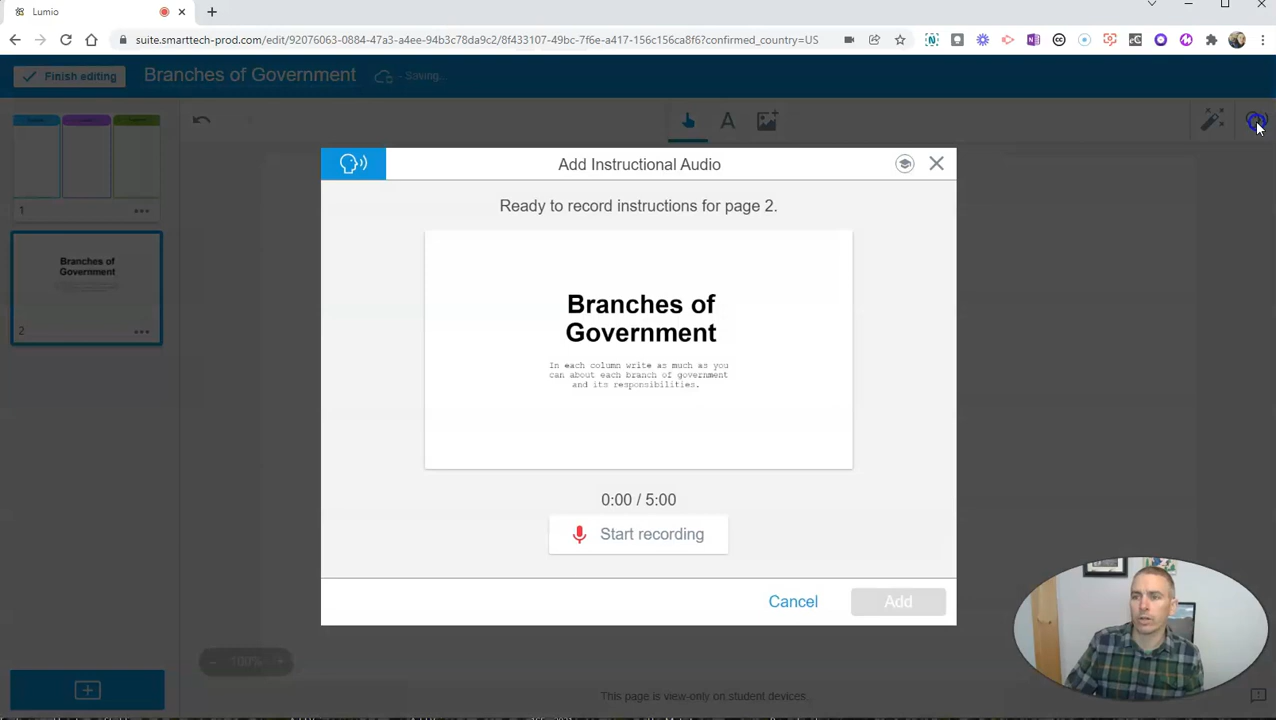 Lumio
suite.smarttech-prod.com/edit/92076063-0884-47a3-a4ee-94b3c78da9c2/8f433107-49bc-7f6e-a417-156c156ca8f6?confirmed_country=US
Finish editing
Branches of Government
- Saving...
A
Add Instructional Audio
Ready to record instructions for page 2.
1
Branches of
Government
2
Branches of
Government
In each column write as much as you
can about each branch of government
and its responsibilities.
0:00 / 5:00
Start recording
Cancel
Add
100%
This page is view-only on student devices.